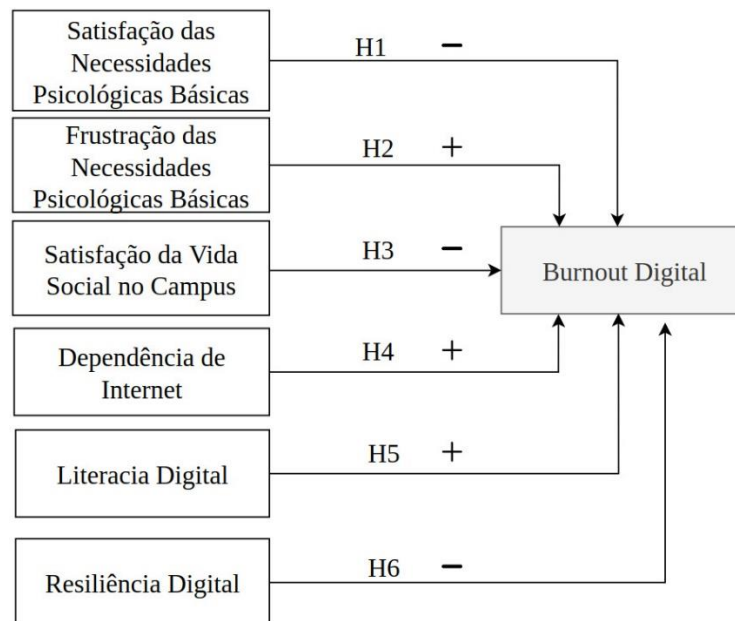 Satisfação das
Necessidades
Psicológicas Básicas
H1 −
Frustração das
Necessidades
Psicológicas Básicas
H2 +
Satisfação da Vida
Social no Campus
H3 −
Burnout Digital
Dependência de
Internet
H4 +
Literacia Digital
H5 +
Resiliência Digital
H6 −